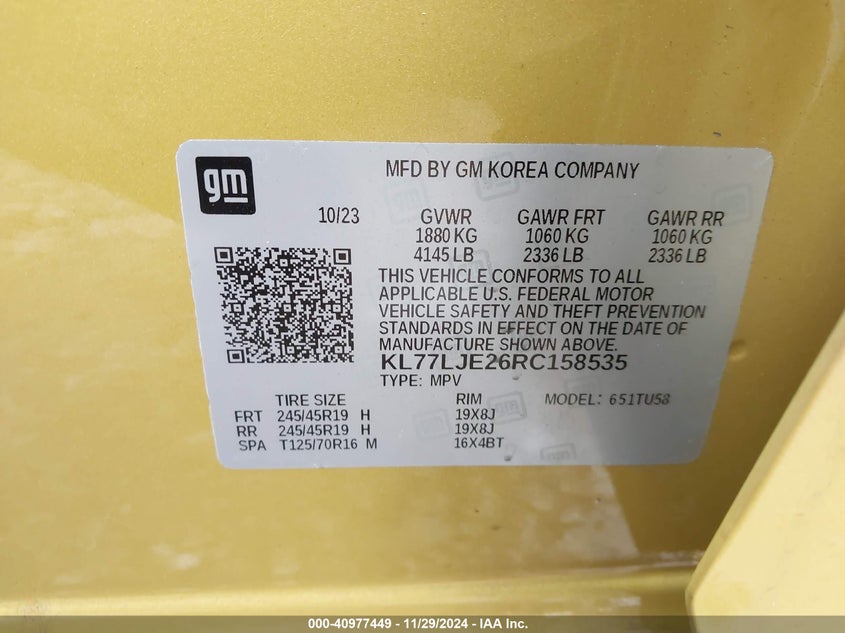 gm
MFD BY GM KOREA COMPANY
10/23 GVWR GAWR FRT GAWR RR
1880 KG 1060 KG 1060 KG
4145 LB 2336 LB 2336 LB
THIS VEHICLE CONFORMS TO ALL
APPLICABLE U.S. FEDERAL MOTOR
VEHICLE SAFETY AND THEFT PREVENTION
STANDARDS IN EFFECT ON THE DATE OF
MANUFACTURE SHOWN ABOVE.
KL77LJE26RC158535
TYPE: MPV
TIRE SIZE RIM MODEL: 651TU58
FRT 245/45R19 H 19X8J
RR 245/45R19 H 19X8J
SPA T125/70R16 M 16X4BT
000-40977449 - 11/29/2024 - IAA Inc.